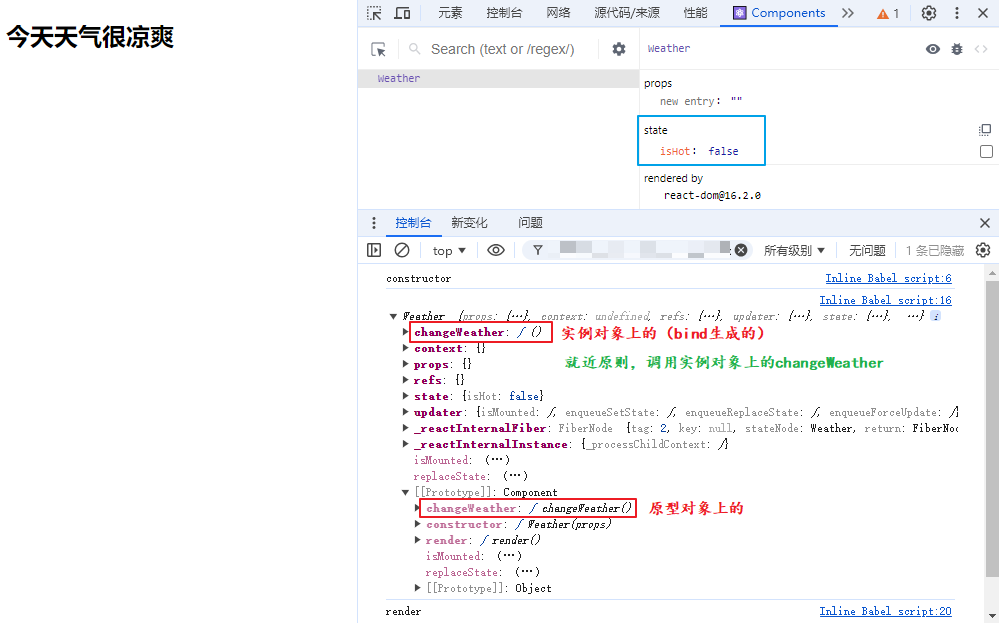 今天天气很凉爽
元素 控制台 网络 源代码/来源 性能 Components 1
Search (text or /regex/)
Weather
Weather
props
new entry: ""
state
isHot: false
rendered by
react-dom@16.2.0
控制台 新变化 问题
top 所有级别 无问题 1 条已隐藏
constructor Inline Babel script:6
Inline Babel script:16
Weather {props: {…}, context: undefined, refs: {…}, updater: {…}, state: {…}, …} i
changeWeather: ƒ () 实例对象上的（bind生成的）
context: {}
props: {} 就近原则，调用实例对象上的changeWeather
refs: {}
state: {isHot: false}
updater: {isMounted: ƒ, enqueueSetState: ƒ, enqueueReplaceState: ƒ, enqueueForceUpdate: ƒ}
_reactInternalFiber: FiberNode {tag: 2, key: null, stateNode: Weather, return: FiberNo
_reactInternalInstance: {_processChildContext: ƒ}
isMounted: (…)
replaceState: (…)
[[Prototype]]: Component
changeWeather: ƒ changeWeather() 原型对象上的
constructor: ƒ Weather(props)
render: ƒ render()
isMounted: (…)
replaceState: (…)
[[Prototype]]: Object
render Inline Babel script:20